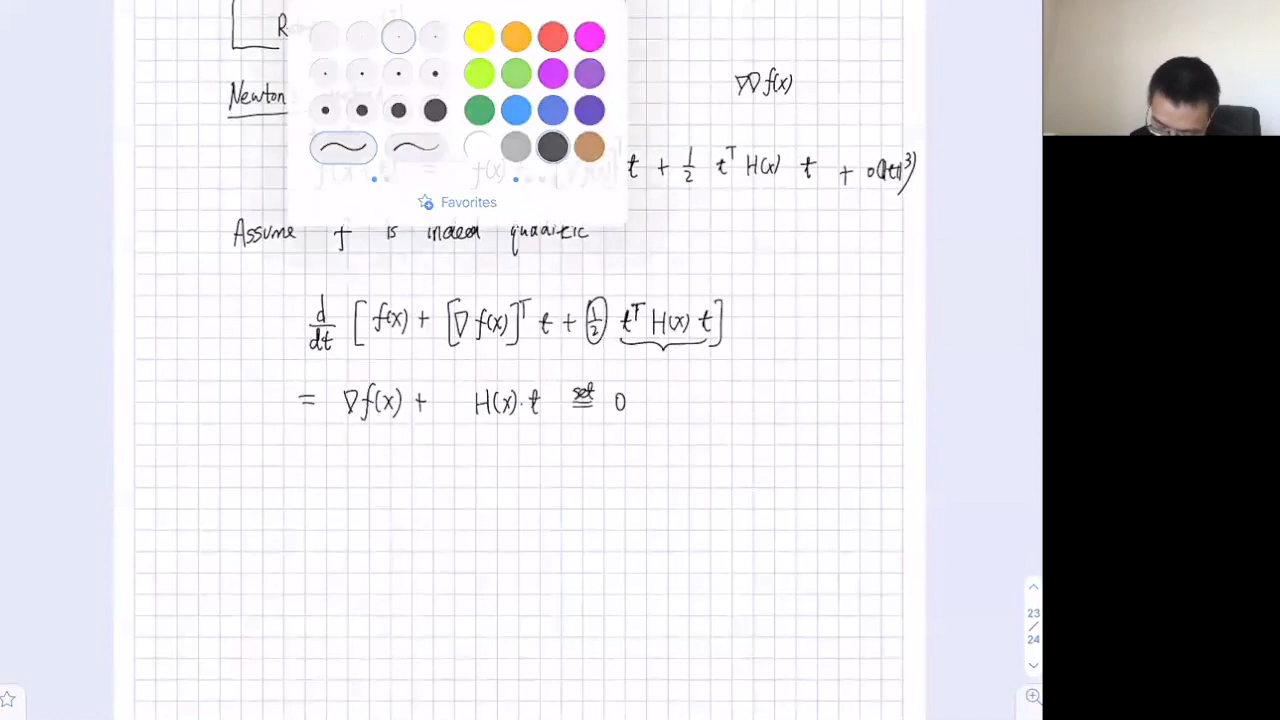 R
Newton
∇∇f(x)
t + 1/2 t^T H(x) t + o(||t||^3)
Favorites
Assume f is indeed quadratic
d/dt [ f(x) + [∇f(x)]^T t + 1/2 t^T H(x) t ]
= ∇f(x) + H(x)·t set= 0
23
/
24